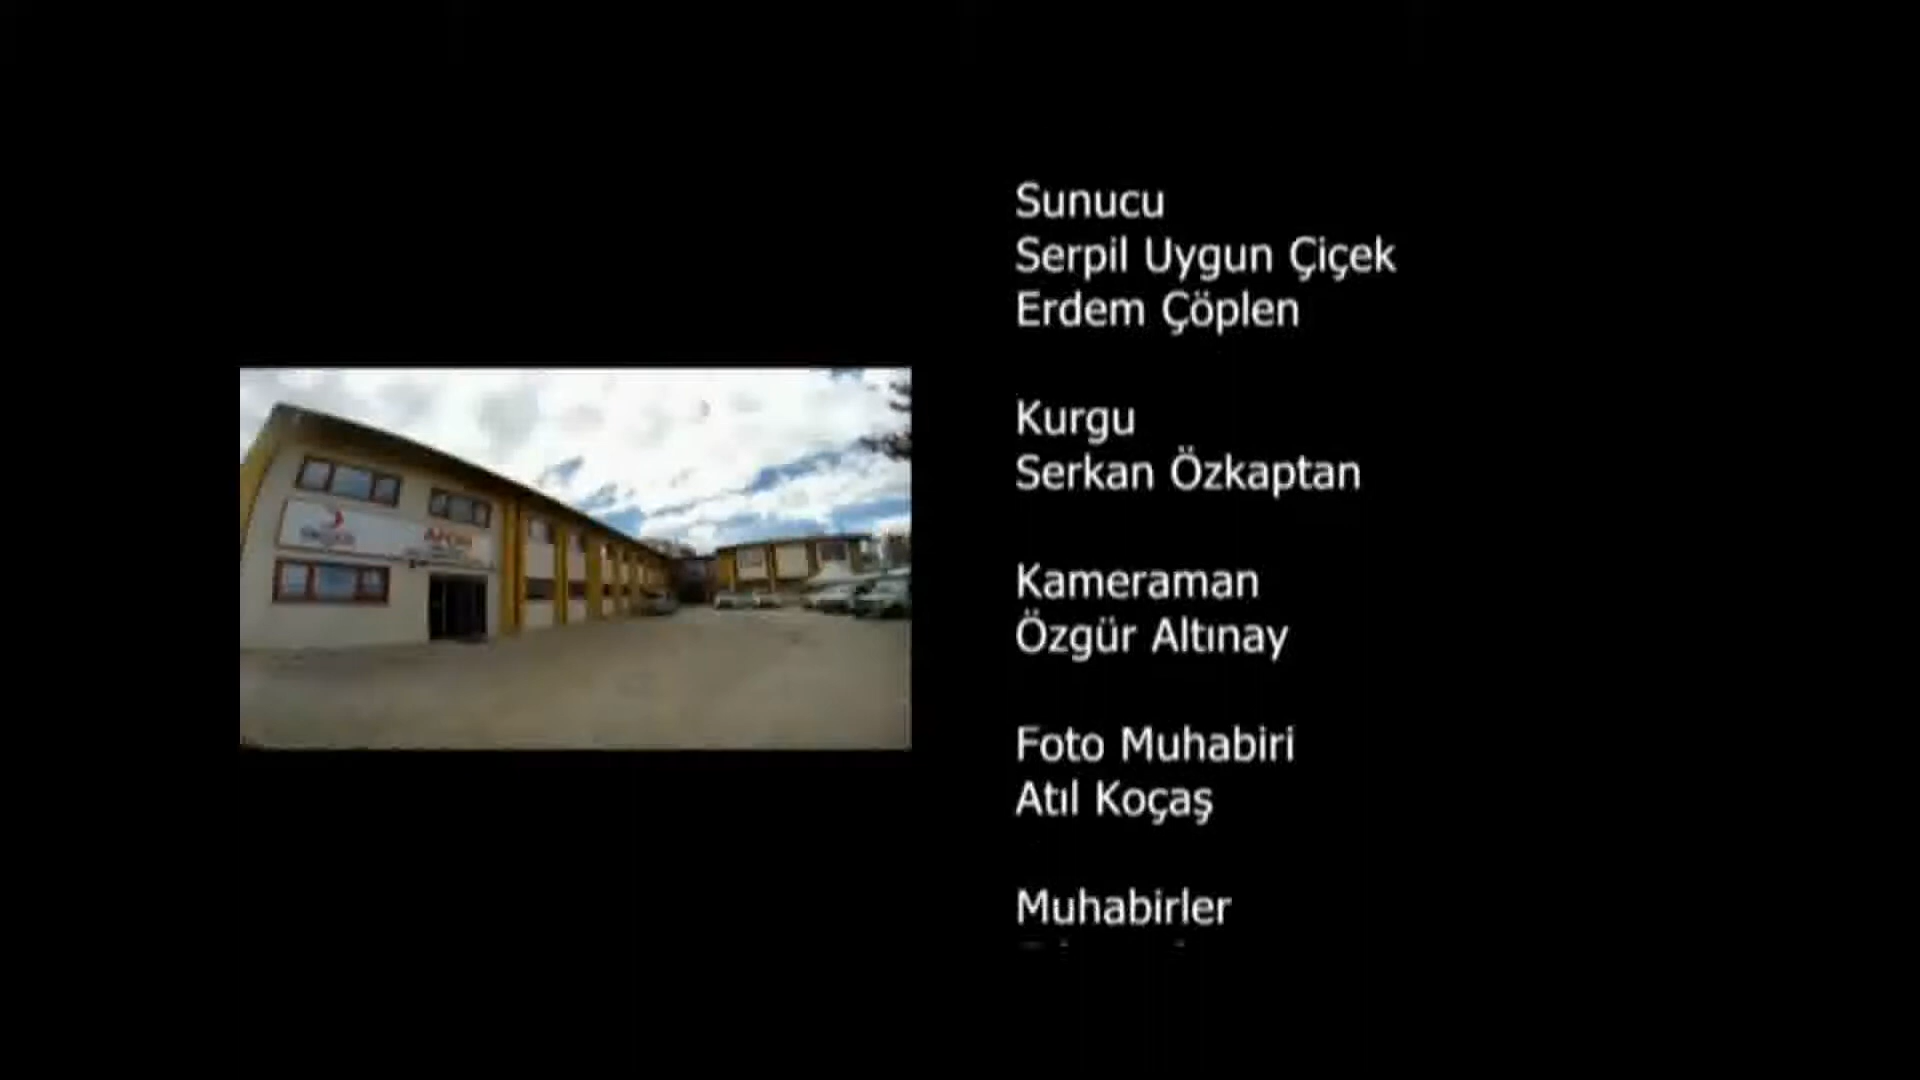 Sunucu
Serpil Uygun Çiçek
Erdem Çöplen
Kurgu
Serkan Özkaptan
Kameraman
Özgür Altınay
Foto Muhabiri
Atıl Koçaş
Muhabirler